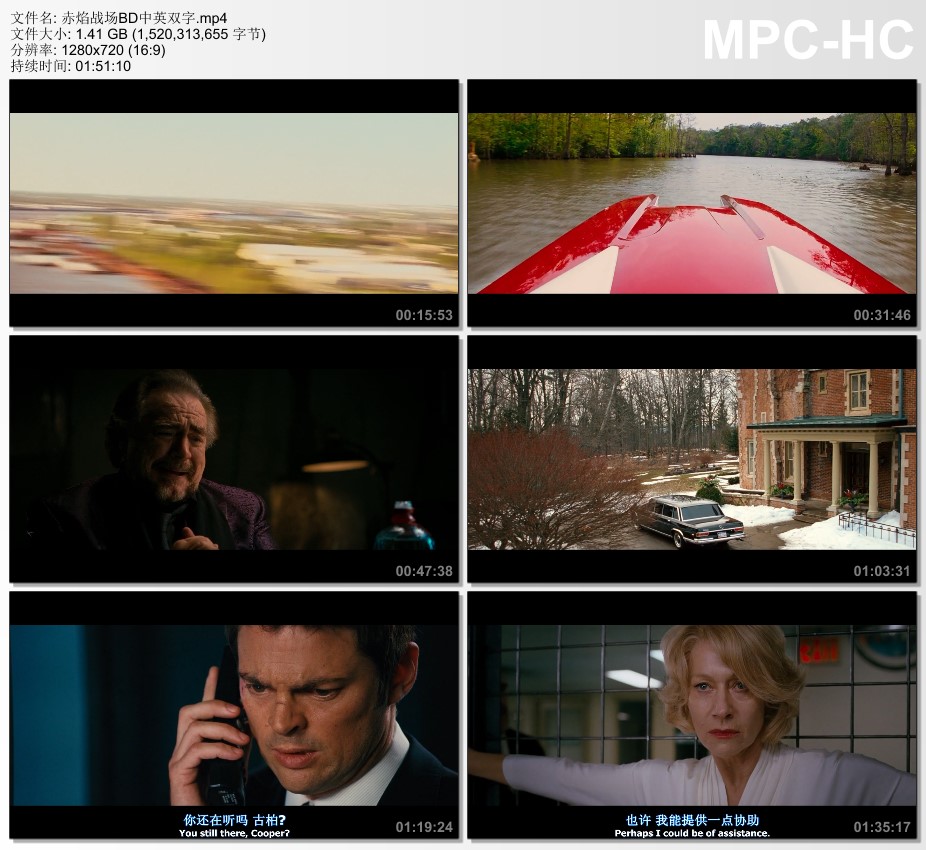 文件名: 赤焰战场BD中英双字.mp4
文件大小: 1.41 GB (1,520,313,655 字节)
分辨率: 1280x720 (16:9)
持续时间: 01:51:10
MPC-HC
00:15:53
00:31:46
00:47:38
01:03:31
你还在听吗 古柏?
You still there, Cooper?
01:19:24
也许 我能提供一点协助
Perhaps I could be of assistance.
01:35:17